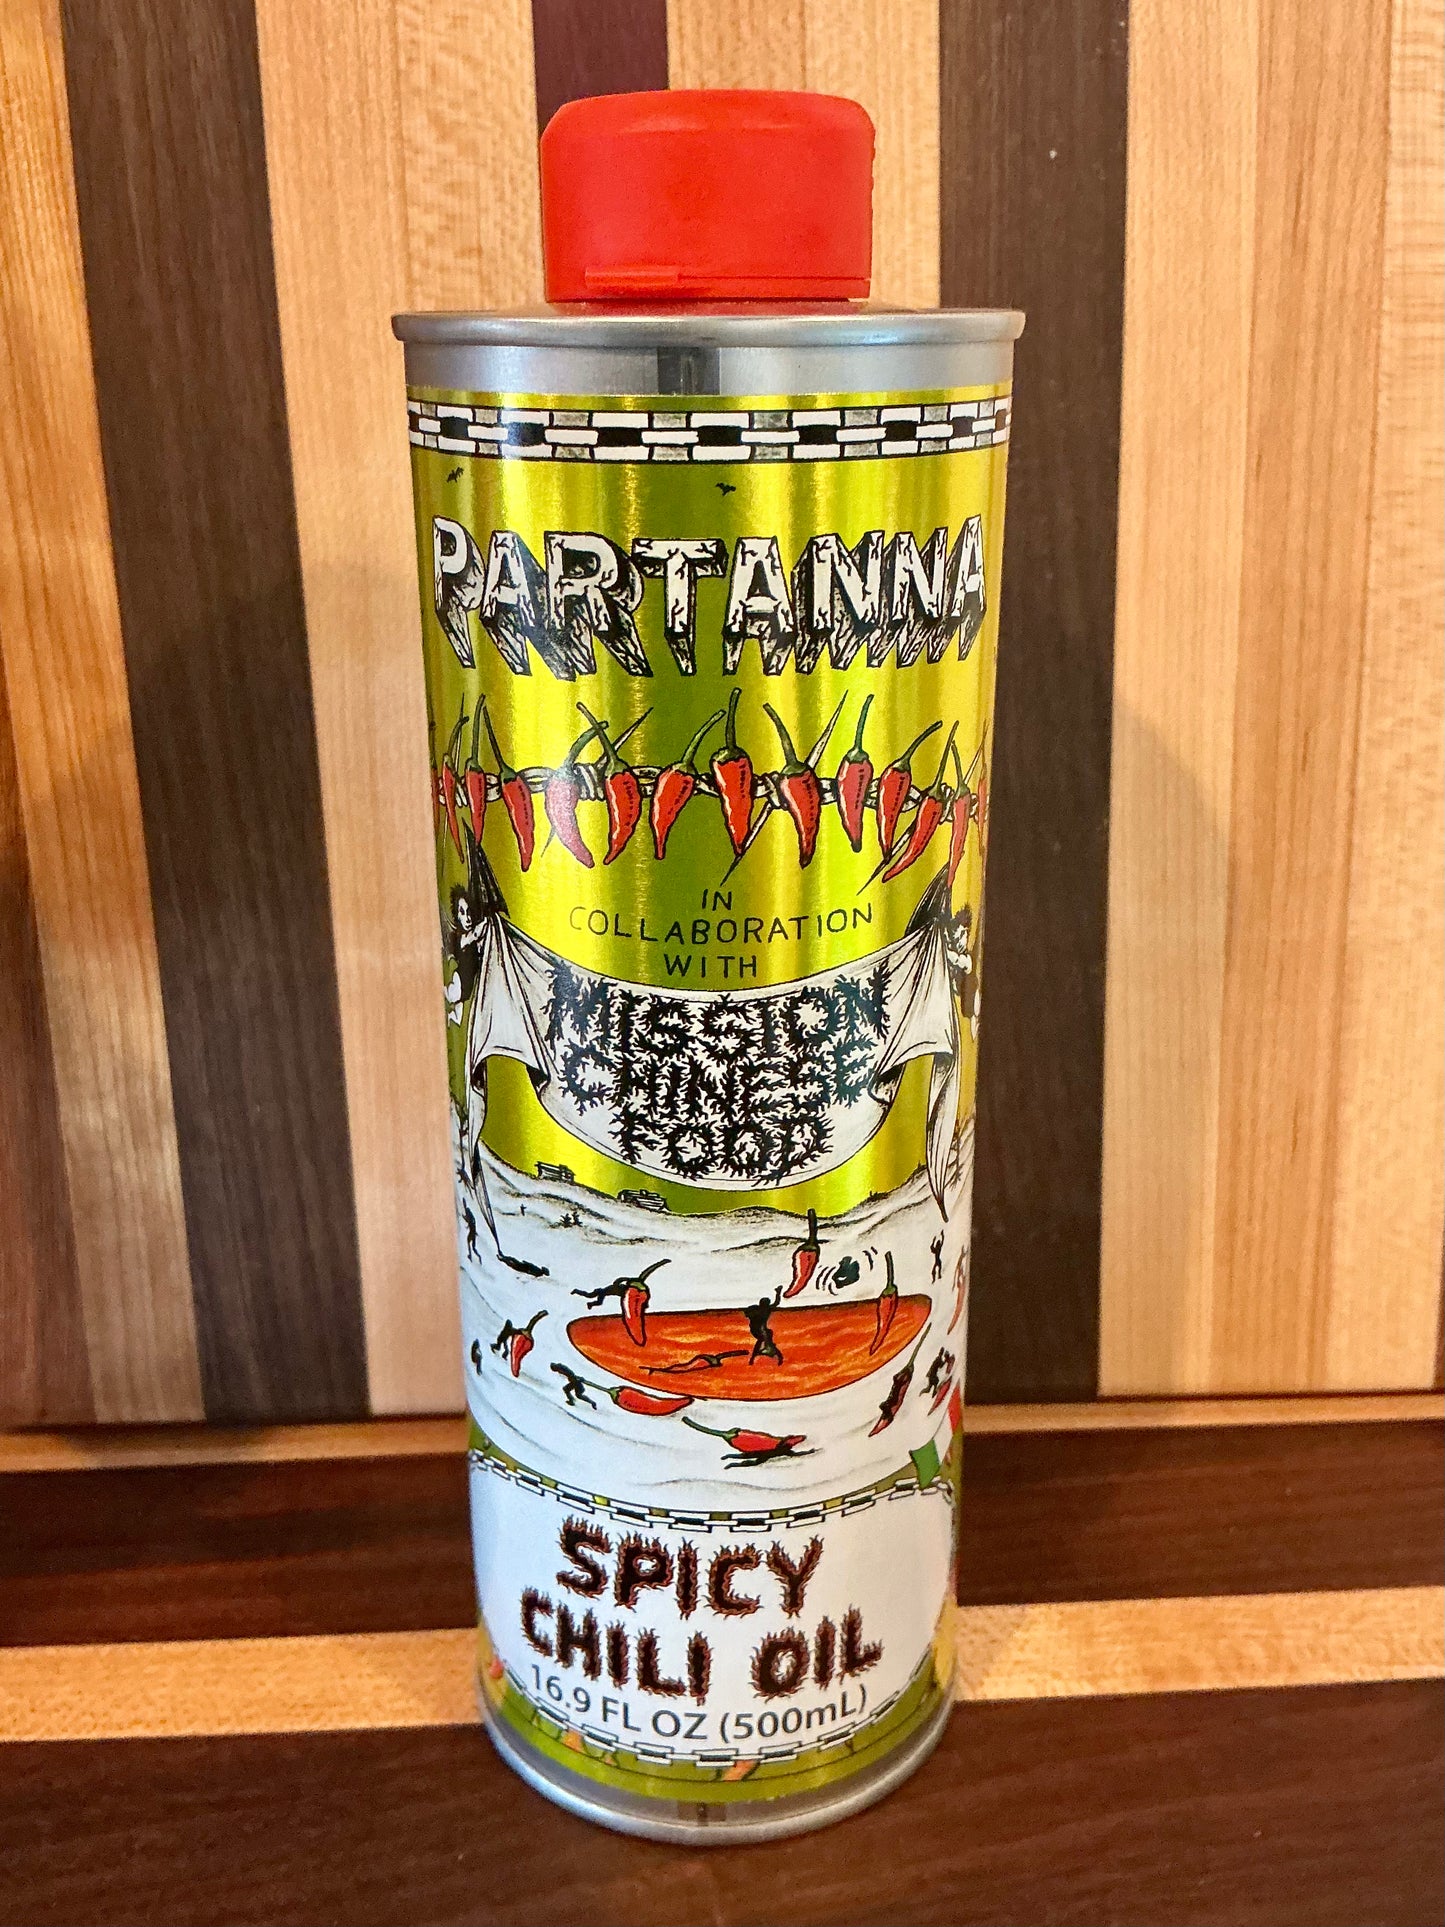 PARTANNA
IN
COLLABORATION
WITH
MISSION
CHINESE
FOOD
SPICY
CHILI OIL
16.9 FL OZ (500mL)